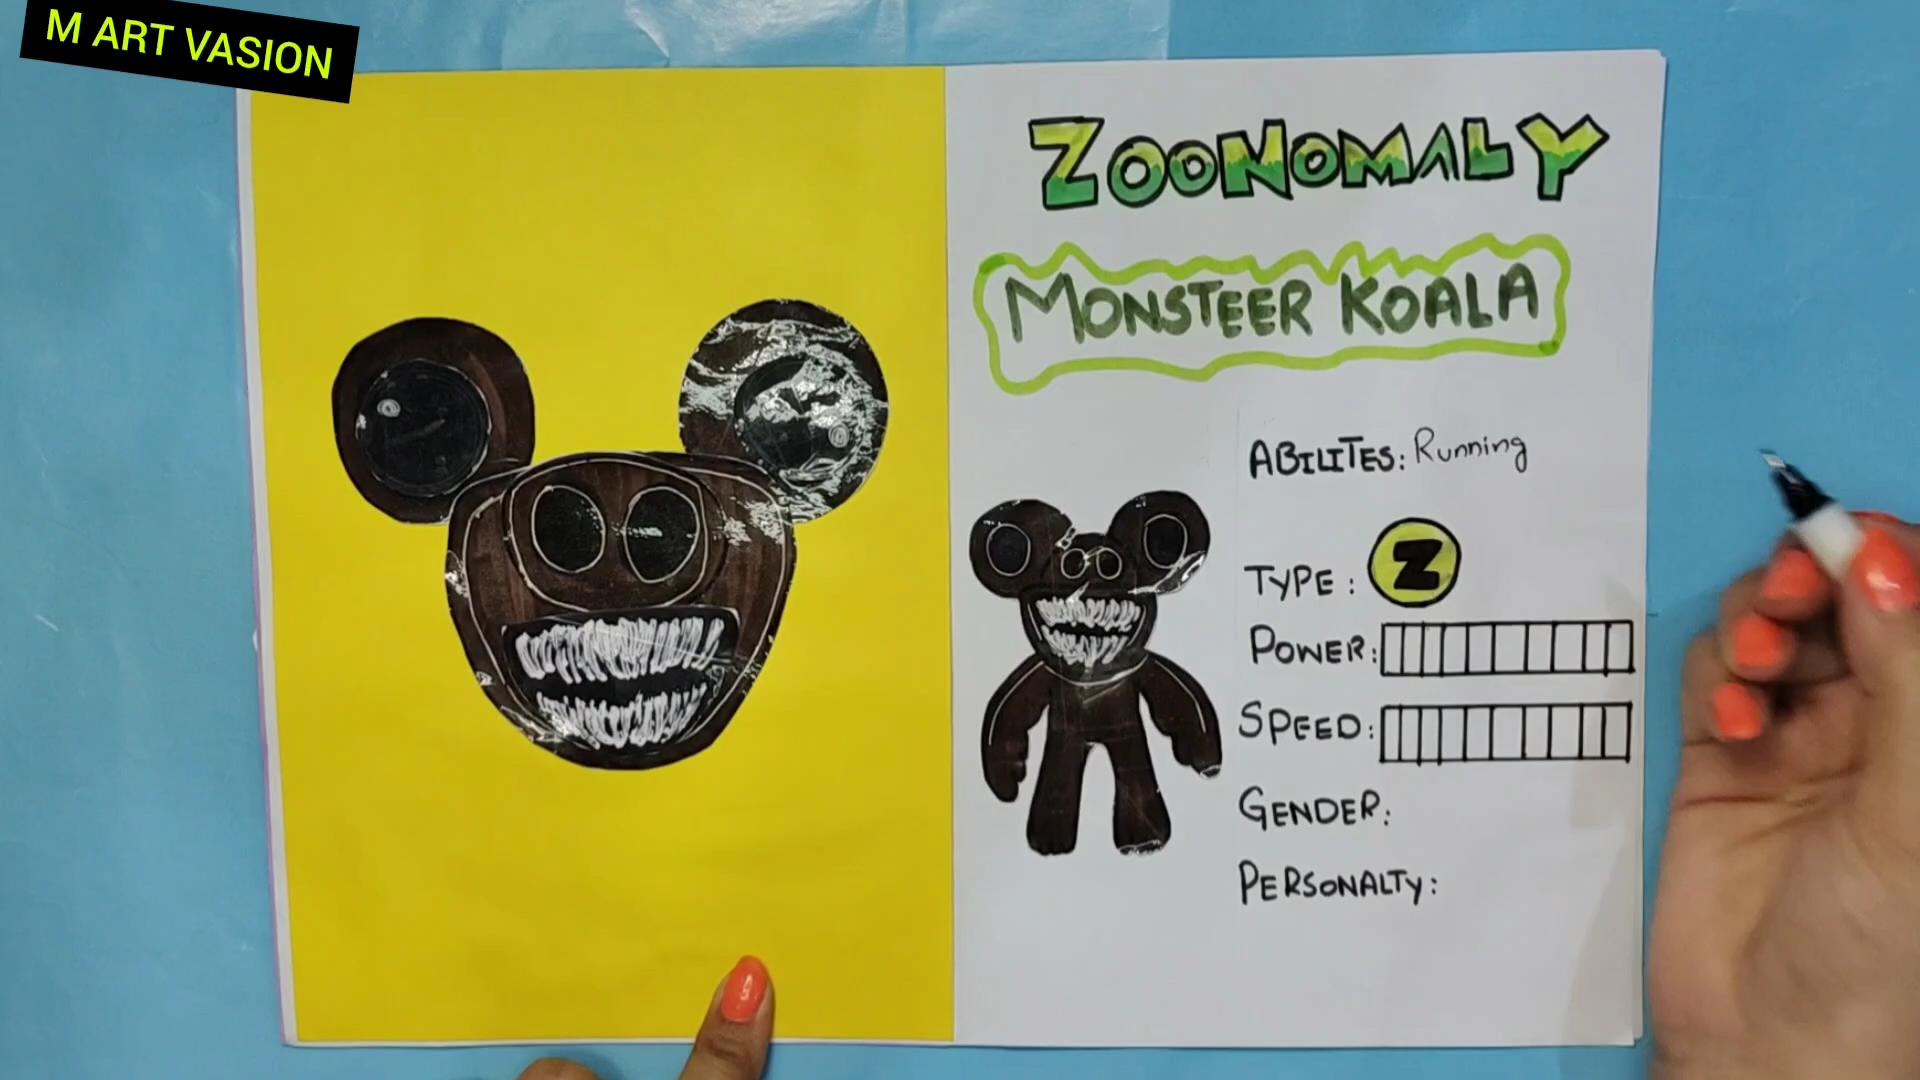 M ART VASION
ZOONOMALY
MONSTEER KOALA
ABILITES: Running
TYPE: Z
POWER:
SPEED:
GENDER:
PERSONALTY: